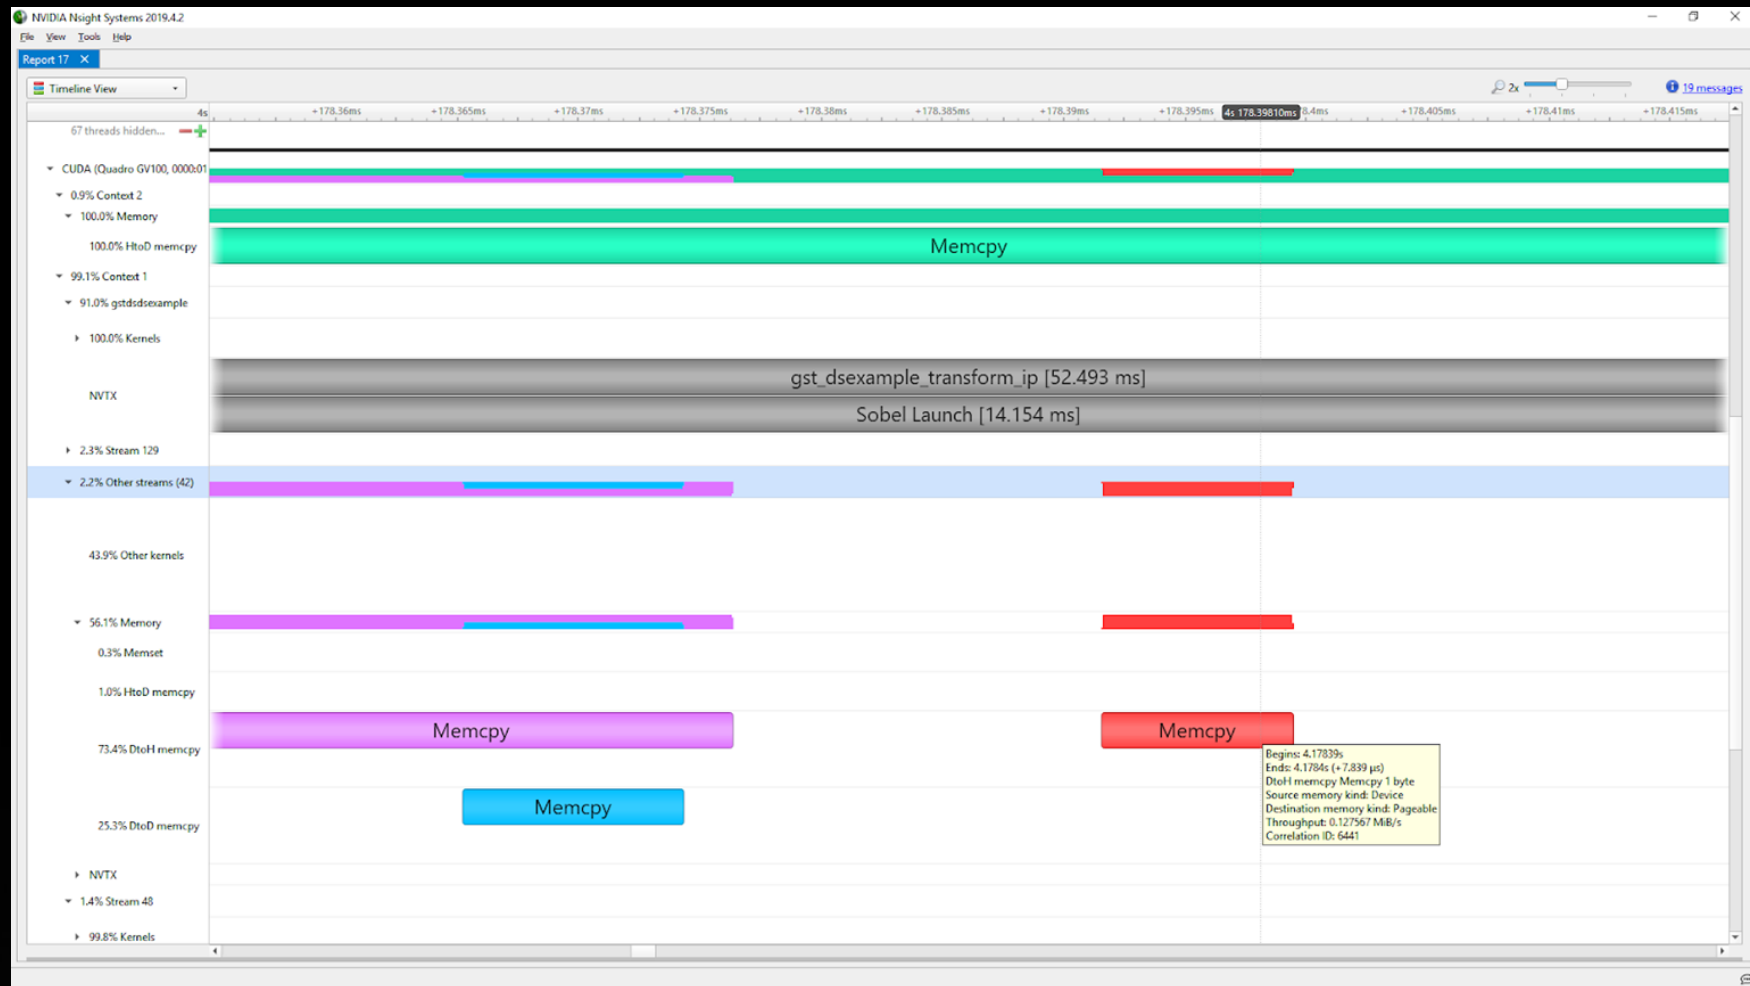 NVIDIA Nsight Systems 2019.4.2
File View Tools Help
Report 17
Timeline View
2x
19 messages
4s
+178.36ms +178.365ms +178.37ms +178.375ms +178.38ms +178.385ms +178.39ms +178.395ms 4s 178.39810ms 8.4ms +178.405ms +178.41ms +178.415ms
67 threads hidden...
CUDA (Quadro GV100, 0000:01
0.9% Context 2
100.0% Memory
100.0% HtoD memcpy
Memcpy
99.1% Context 1
91.0% gstdsdsexample
100.0% Kernels
NVTX
gst_dsexample_transform_ip [52.493 ms]
Sobel Launch [14.154 ms]
2.3% Stream 129
2.2% Other streams (42)
43.9% Other kernels
56.1% Memory
0.3% Memset
1.0% HtoD memcpy
73.4% DtoH memcpy
Memcpy
Memcpy
Begins: 4.17839s
Ends: 4.1784s (+7.839 μs)
DtoH memcpy Memcpy 1 byte
Source memory kind: Device
Destination memory kind: Pageable
Throughput: 0.127567 MiB/s
Correlation ID: 6441
25.3% DtoD memcpy
Memcpy
NVTX
1.4% Stream 48
99.8% Kernels